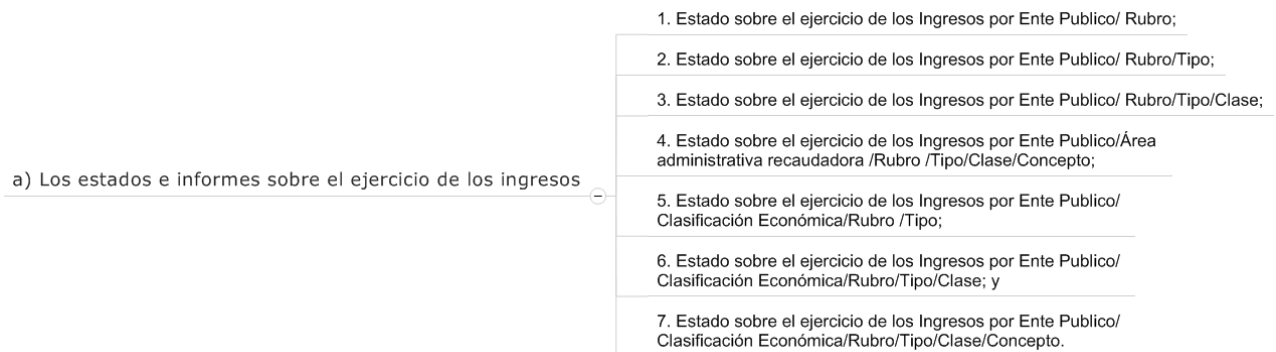 a) Los estados e informes sobre el ejercicio de los ingresos
1. Estado sobre el ejercicio de los Ingresos por Ente Publico/ Rubro;
2. Estado sobre el ejercicio de los Ingresos por Ente Publico/ Rubro/Tipo;
3. Estado sobre el ejercicio de los Ingresos por Ente Publico/ Rubro/Tipo/Clase;
4. Estado sobre el ejercicio de los Ingresos por Ente Publico/Área
administrativa recaudadora /Rubro /Tipo/Clase/Concepto;
5. Estado sobre el ejercicio de los Ingresos por Ente Publico/
Clasificación Económica/Rubro /Tipo;
6. Estado sobre el ejercicio de los Ingresos por Ente Publico/
Clasificación Económica/Rubro/Tipo/Clase; y
7. Estado sobre el ejercicio de los Ingresos por Ente Publico/
Clasificación Económica/Rubro/Tipo/Clase/Concepto.